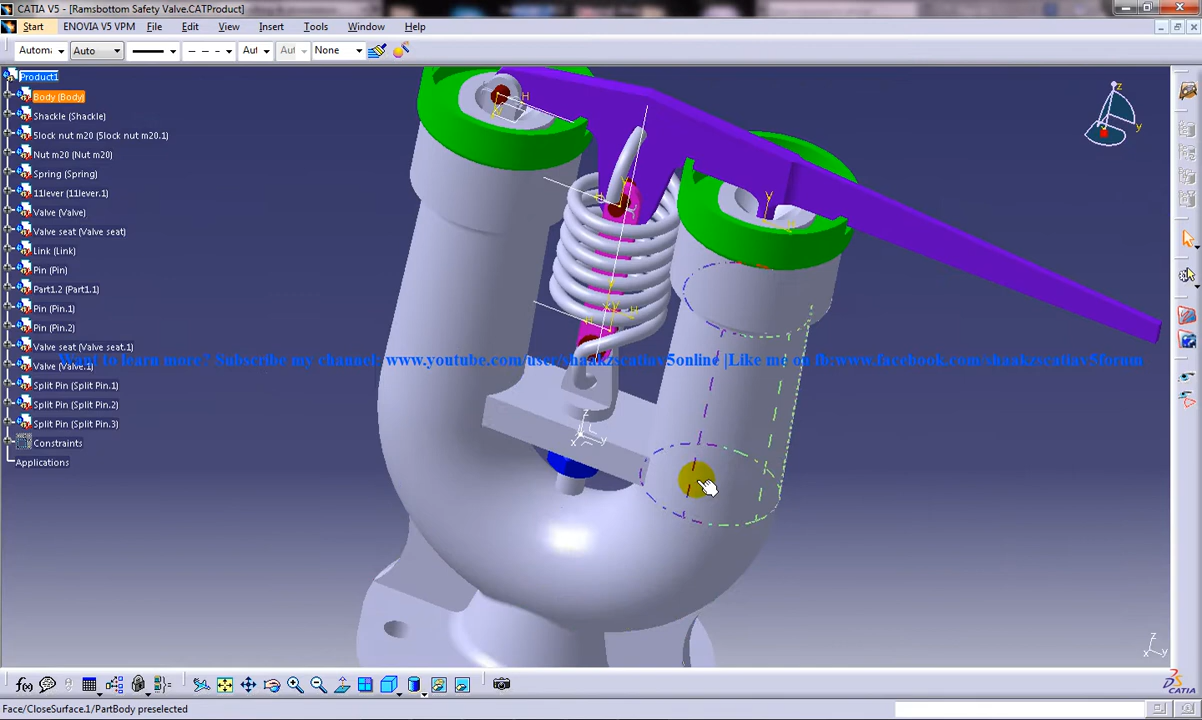 CATIA V5 - [Ramsbottom Safety Valve.CATProduct]
Start ENOVIA V5 VPM File Edit View Insert Tools Window Help
Automa Auto Aut Aut None
Product1
Body (Body)
Shackle (Shackle)
5lock nut m20 (5lock nut m20.1)
Nut m20 (Nut m20)
Spring (Spring)
11lever (11lever.1)
Valve (Valve)
Valve seat (Valve seat)
Link (Link)
Pin (Pin)
Part1.2 (Part1.1)
Pin (Pin.1)
Pin (Pin.2)
Valve seat (Valve seat.1)
Want to learn more? Subscribe my channel: www.youtube.com/user/shaakzscatiav5online |Like me on fb:www.facebook.com/shaakzscatiav5forum
Valve (Valve.1)
Split Pin (Split Pin.1)
Split Pin (Split Pin.2)
Split Pin (Split Pin.3)
Constraints
Applications
Face/CloseSurface.1/PartBody preselected